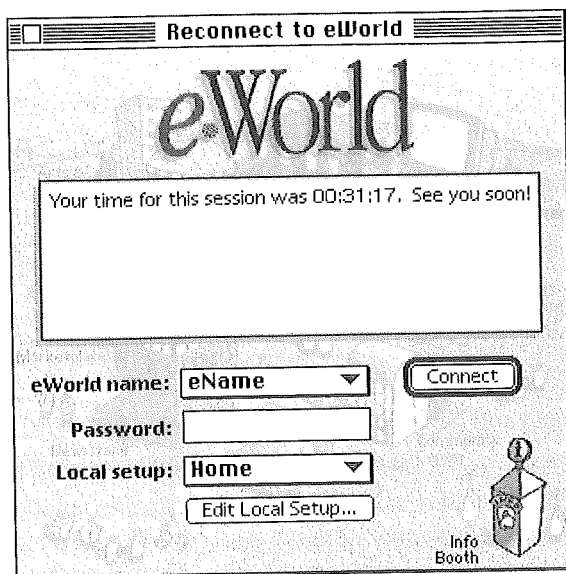 Reconnect to eWorld
eWorld
Your time for this session was 00:31:17. See you soon!
eWorld name: eName
Connect
Password:
Local setup: Home
Edit Local Setup...
Info
Booth